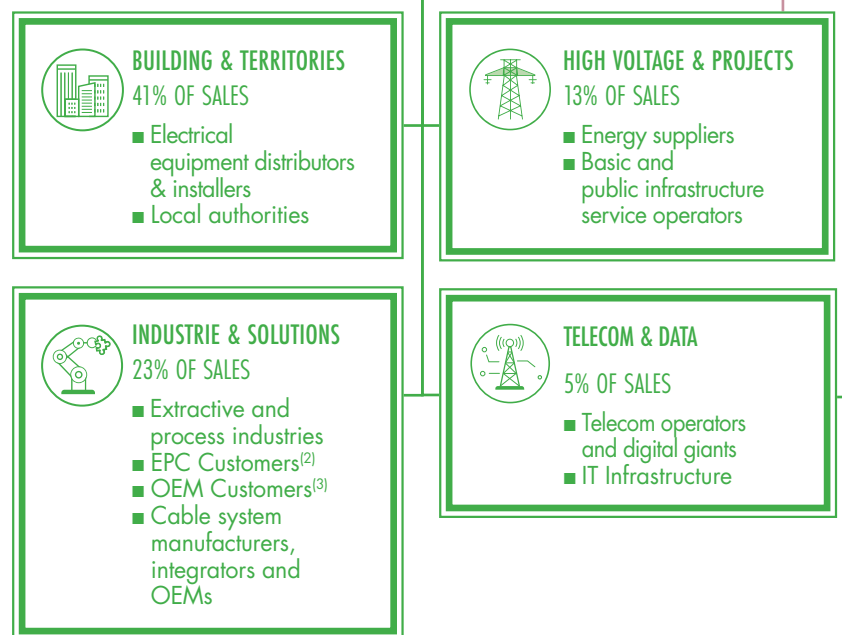 BUILDING & TERRITORIES
41% OF SALES
■ Electrical
equipment distributors
& installers
■ Local authorities
HIGH VOLTAGE & PROJECTS
13% OF SALES
■ Energy suppliers
■ Basic and
public infrastructure
service operators
INDUSTRIE & SOLUTIONS
23% OF SALES
■ Extractive and
process industries
■ EPC Customers(2)
■ OEM Customers(3)
■ Cable system
manufacturers,
integrators and
OEMs
TELECOM & DATA
5% OF SALES
■ Telecom operators
and digital giants
■ IT Infrastructure